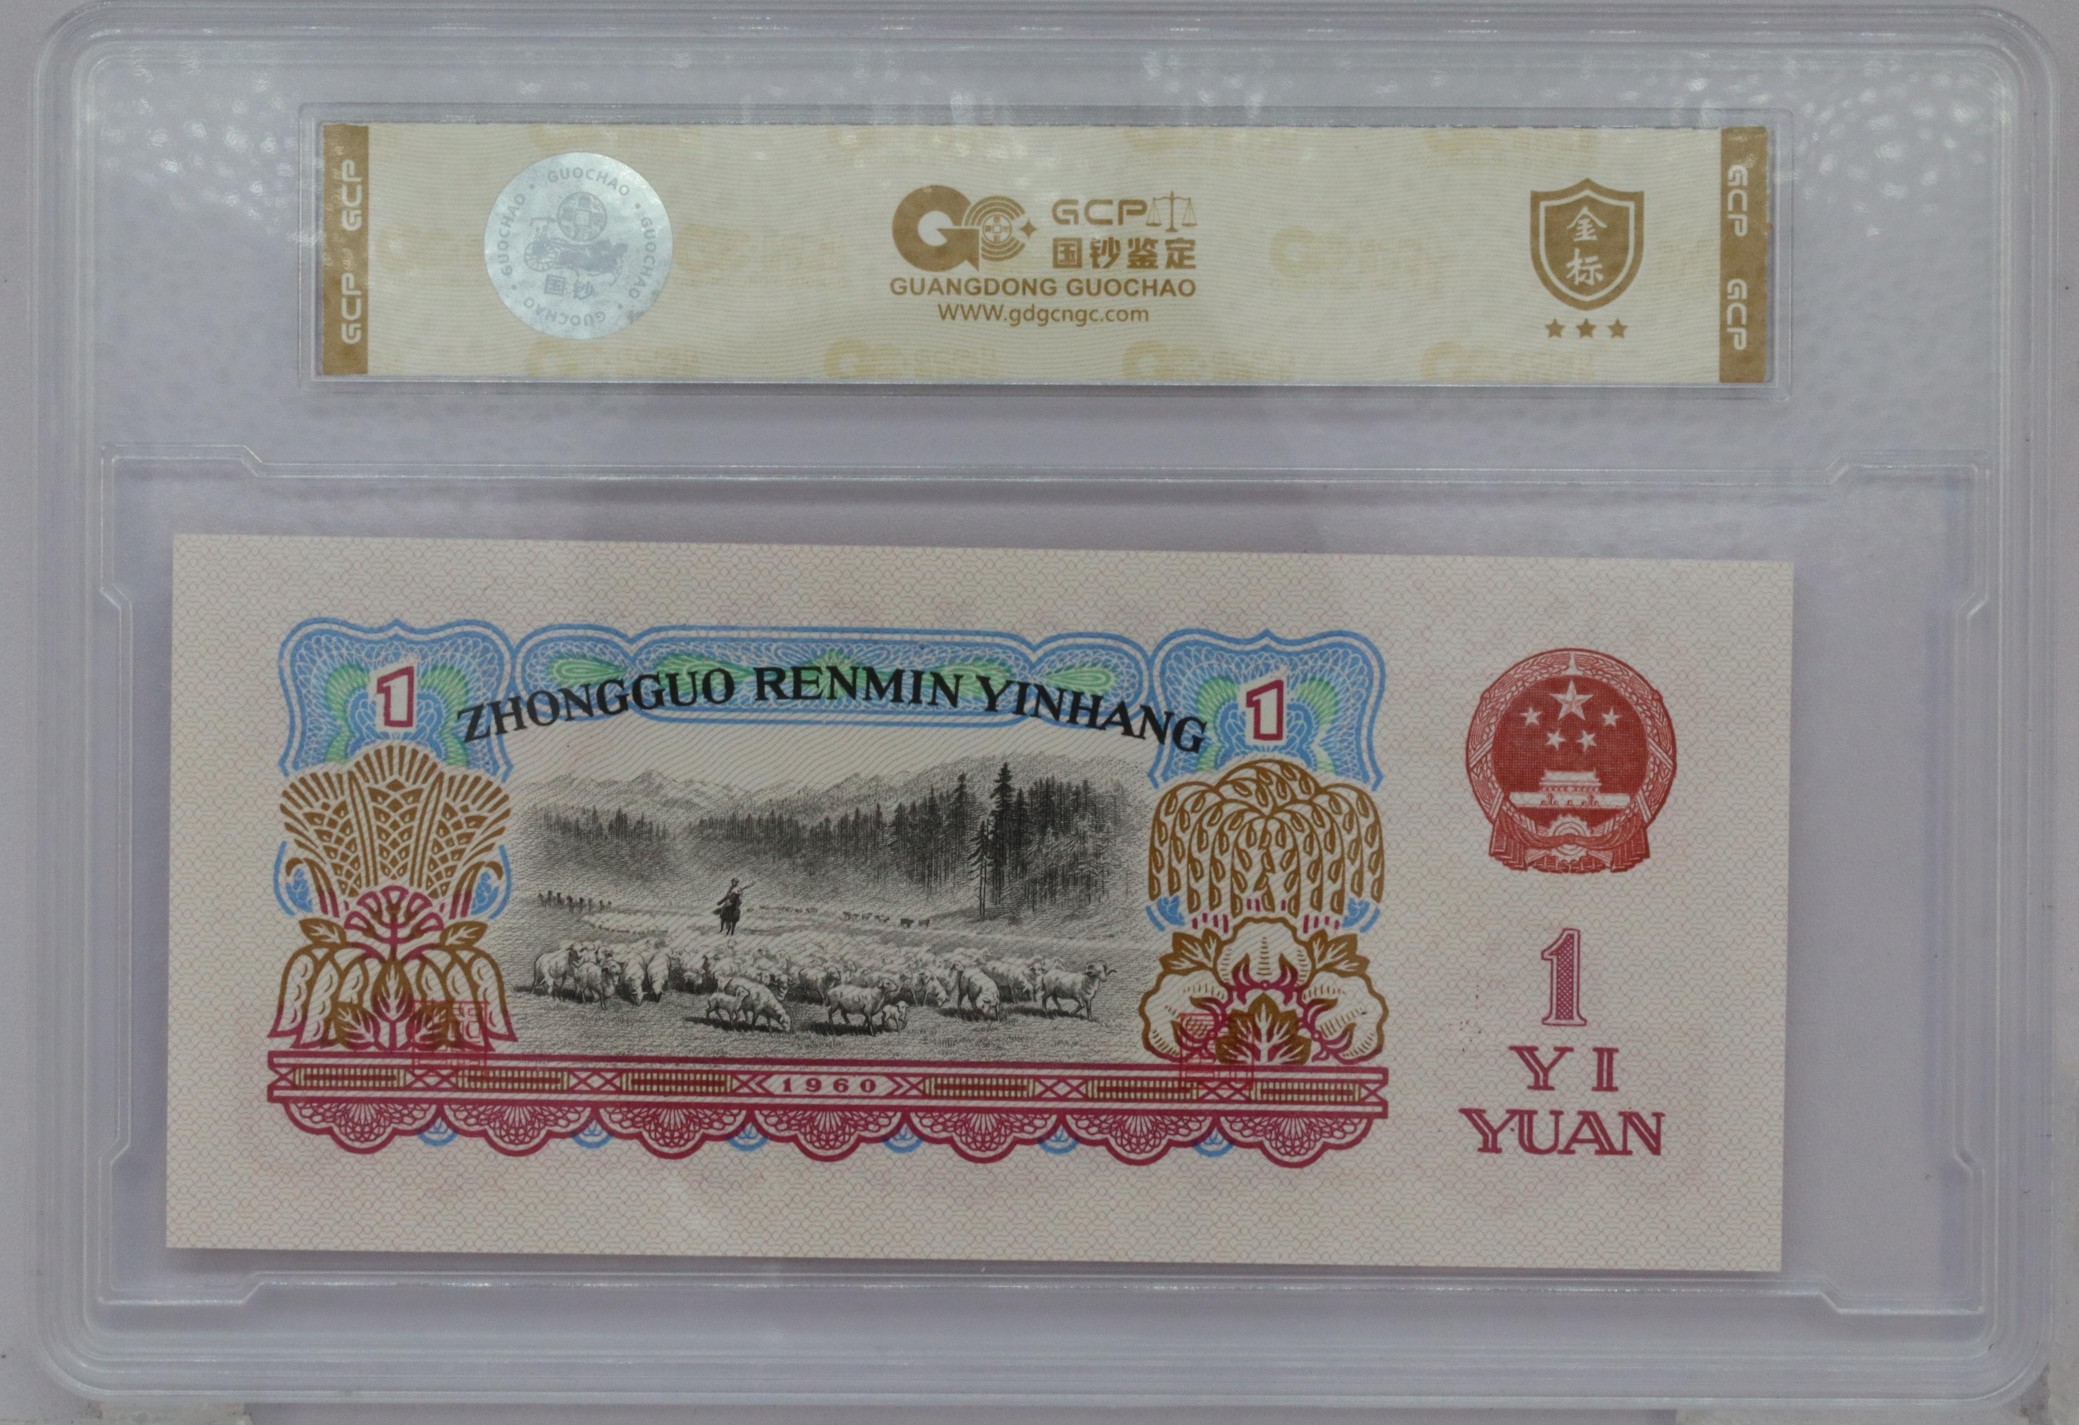 GCP GCP
GUOCHAO • GUOCHAO • GUOCHAO • GUOCHAO •
国钞
GC GCP
国钞鉴定
GUANGDONG GUOCHAO
WWW.gdgcngc.com
金
标
GCP GCP
1 ZHONGGUO RENMIN YINHANG 1
1960
1
YI
YUAN